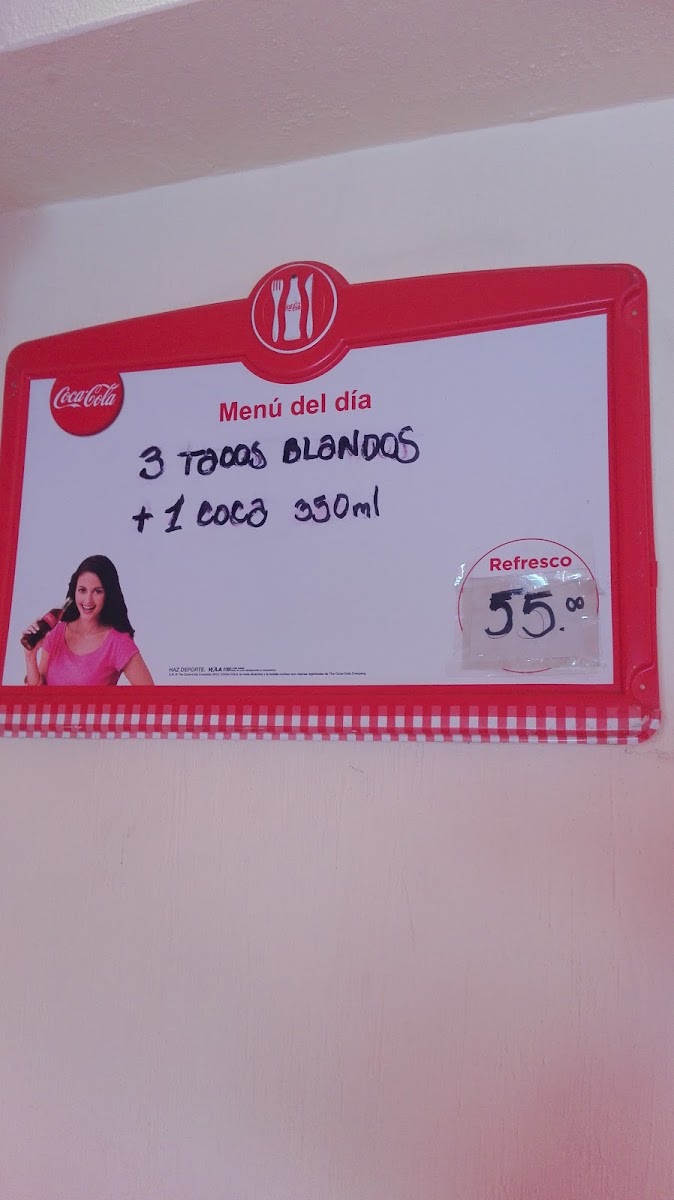 Coca-Cola
Menú del día
3 TACOS BLANDOS
+ 1 COCA 350ml
Refresco
55.00
HAZ DEPORTE.